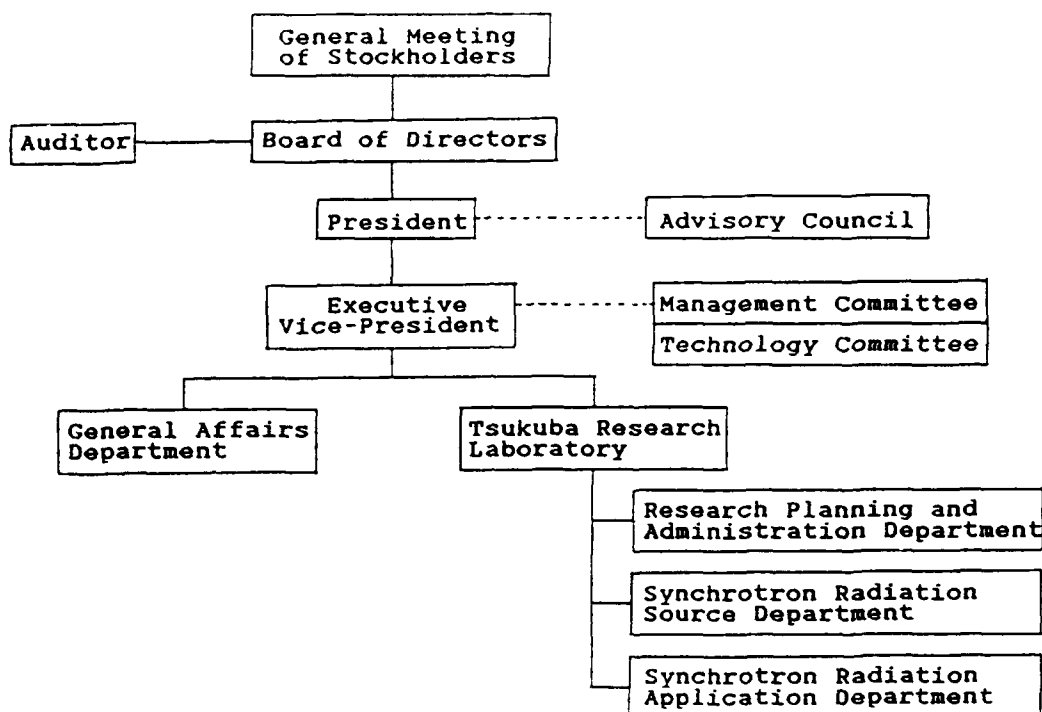 General Meeting
of Stockholders
Auditor
Board of Directors
President
Advisory Council
Executive
Vice-President
Management Committee
Technology Committee
General Affairs
Department
Tsukuba Research
Laboratory
Research Planning and
Administration Department
Synchrotron Radiation
Source Department
Synchrotron Radiation
Application Department